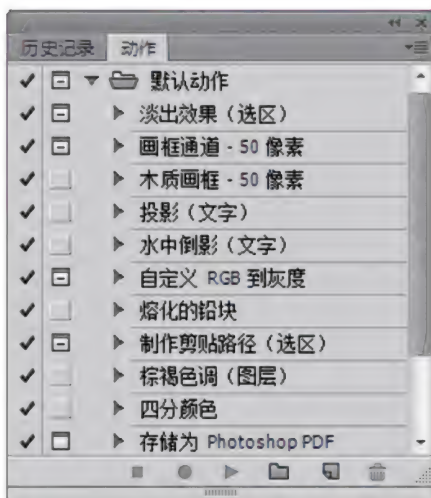 历史记录 动作
默认动作
淡出效果（选区）
画框通道 - 50 像素
木质画框 - 50 像素
投影（文字）
水中倒影（文字）
自定义 RGB 到灰度
熔化的铅块
制作剪贴路径（选区）
棕褐色调（图层）
四分颜色
存储为 Photoshop PDF